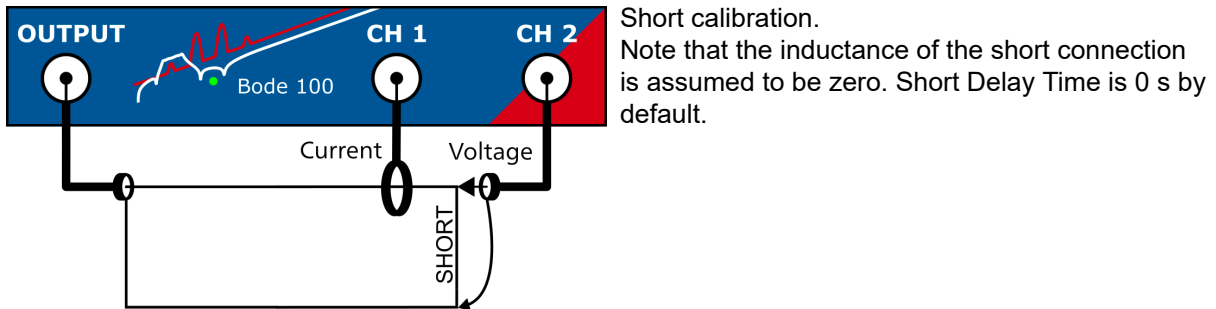 OUTPUT
CH 1
CH 2
Bode 100
Current
Voltage
SHORT
Short calibration.
Note that the inductance of the short connection
is assumed to be zero. Short Delay Time is 0 s by
default.